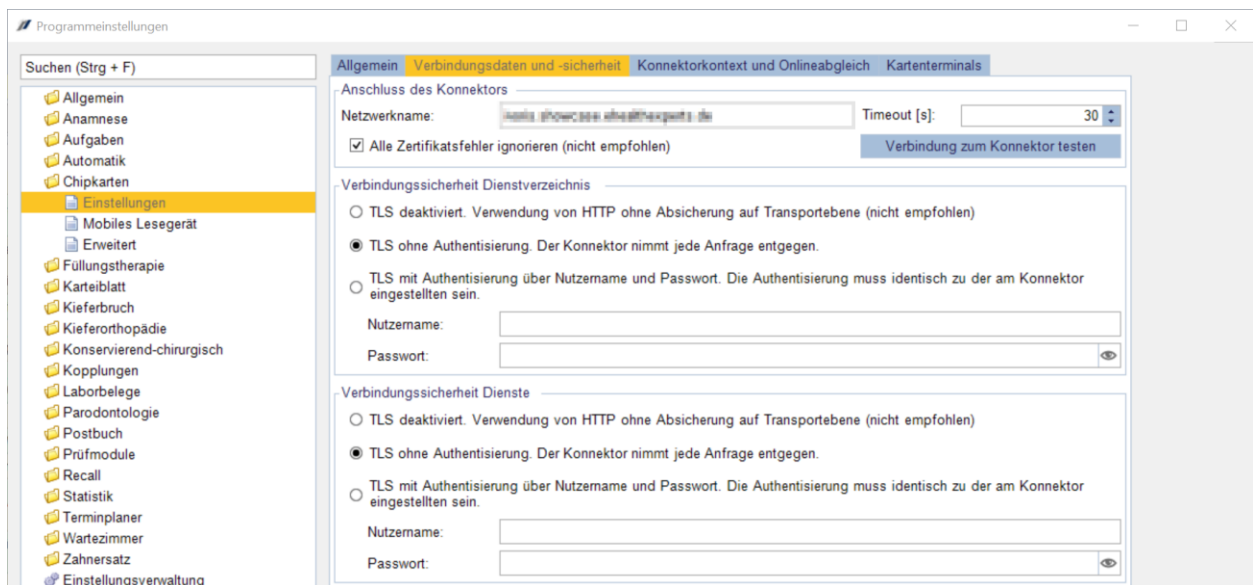 Programmeinstellungen
Suchen (Strg + F)
Allgemein
Anamnese
Aufgaben
Automatik
Chipkarten
Einstellungen
Mobiles Lesegerät
Erweitert
Füllungstherapie
Karteiblatt
Kieferbruch
Kieferorthopädie
Konservierend-chirurgisch
Kopplungen
Laborbelege
Parodontologie
Postbuch
Prüfmodule
Recall
Statistik
Terminplaner
Wartezimmer
Zahnersatz
Einstellungsverwaltung
Allgemein Verbindungsdaten und -sicherheit Konnektorkontext und Onlineabgleich Kartenterminals
Anschluss des Konnektors
Netzwerkname: Timeout [s]: 30
Alle Zertifikatsfehler ignorieren (nicht empfohlen) Verbindung zum Konnektor testen
Verbindungssicherheit Dienstverzeichnis
TLS deaktiviert. Verwendung von HTTP ohne Absicherung auf Transportebene (nicht empfohlen)
TLS ohne Authentisierung. Der Konnektor nimmt jede Anfrage entgegen.
TLS mit Authentisierung über Nutzername und Passwort. Die Authentisierung muss identisch zu der am Konnektor
eingestellten sein.
Nutzername:
Passwort:
Verbindungssicherheit Dienste
TLS deaktiviert. Verwendung von HTTP ohne Absicherung auf Transportebene (nicht empfohlen)
TLS ohne Authentisierung. Der Konnektor nimmt jede Anfrage entgegen.
TLS mit Authentisierung über Nutzername und Passwort. Die Authentisierung muss identisch zu der am Konnektor
eingestellten sein.
Nutzername:
Passwort: